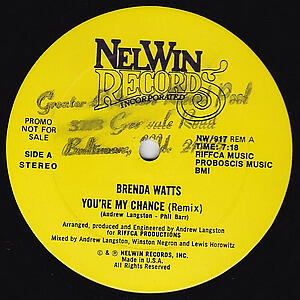 NELWIN
RECORDS
INCORPORATED
Greater
PROMO
NOT FOR
SALE
Road
Baltimore,
NW/917 REM A
TIME: 7:18
RIFFCA MUSIC
PROBOSCIS MUSIC
BMI
SIDE A
STEREO
BRENDA WATTS
YOU'RE MY CHANCE (Remix)
(Andrew Langston - Phil Barr)
Arranged, produced and Engineered by Andrew Langston
for RIFFCA PRODUCTIONS
Mixed by Andrew Langston, Winston Negron and Lewis Horowitz
© & ℗ NELWIN RECORDS, INC.
Made in U.S.A.
All Rights Reserved